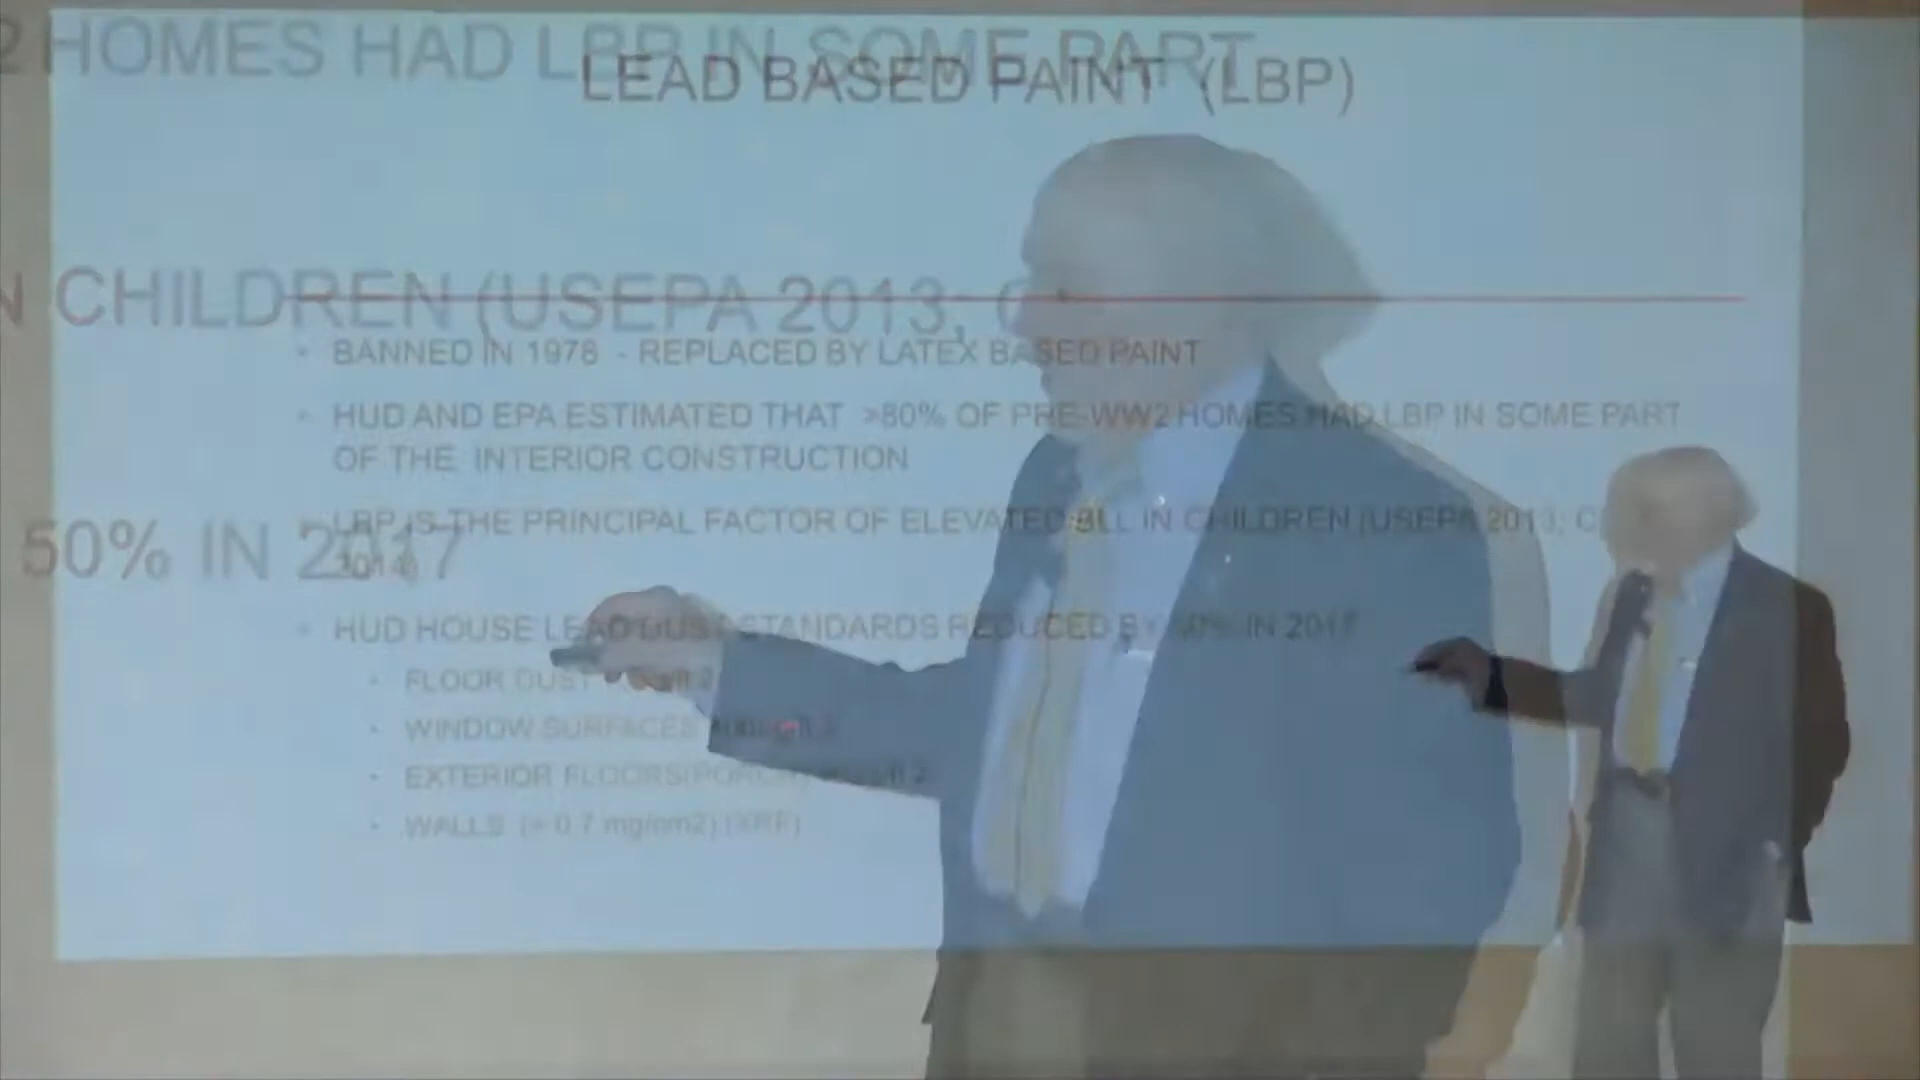 2 HOMES HAD LBP IN SOME PART
LEAD BASED PAINT (LBP)
N CHILDREN (USEPA 2013; C
BANNED IN 1978 - REPLACED BY LATEX BASED PAINT
HUD AND EPA ESTIMATED THAT >80% OF PRE-WW2 HOMES HAD LBP IN SOME PART
OF THE INTERIOR CONSTRUCTION
LBP IS THE PRINCIPAL FACTOR OF ELEVATED BLL IN CHILDREN (USEPA 2013; C
50% IN 2017
2014)
HUD HOUSE LEAD DUST STANDARDS REDUCED BY 50% IN 2017
FLOOR DUST
WINDOW SURFACES
EXTERIOR FLOORS
WALLS 0.7 (XRF)